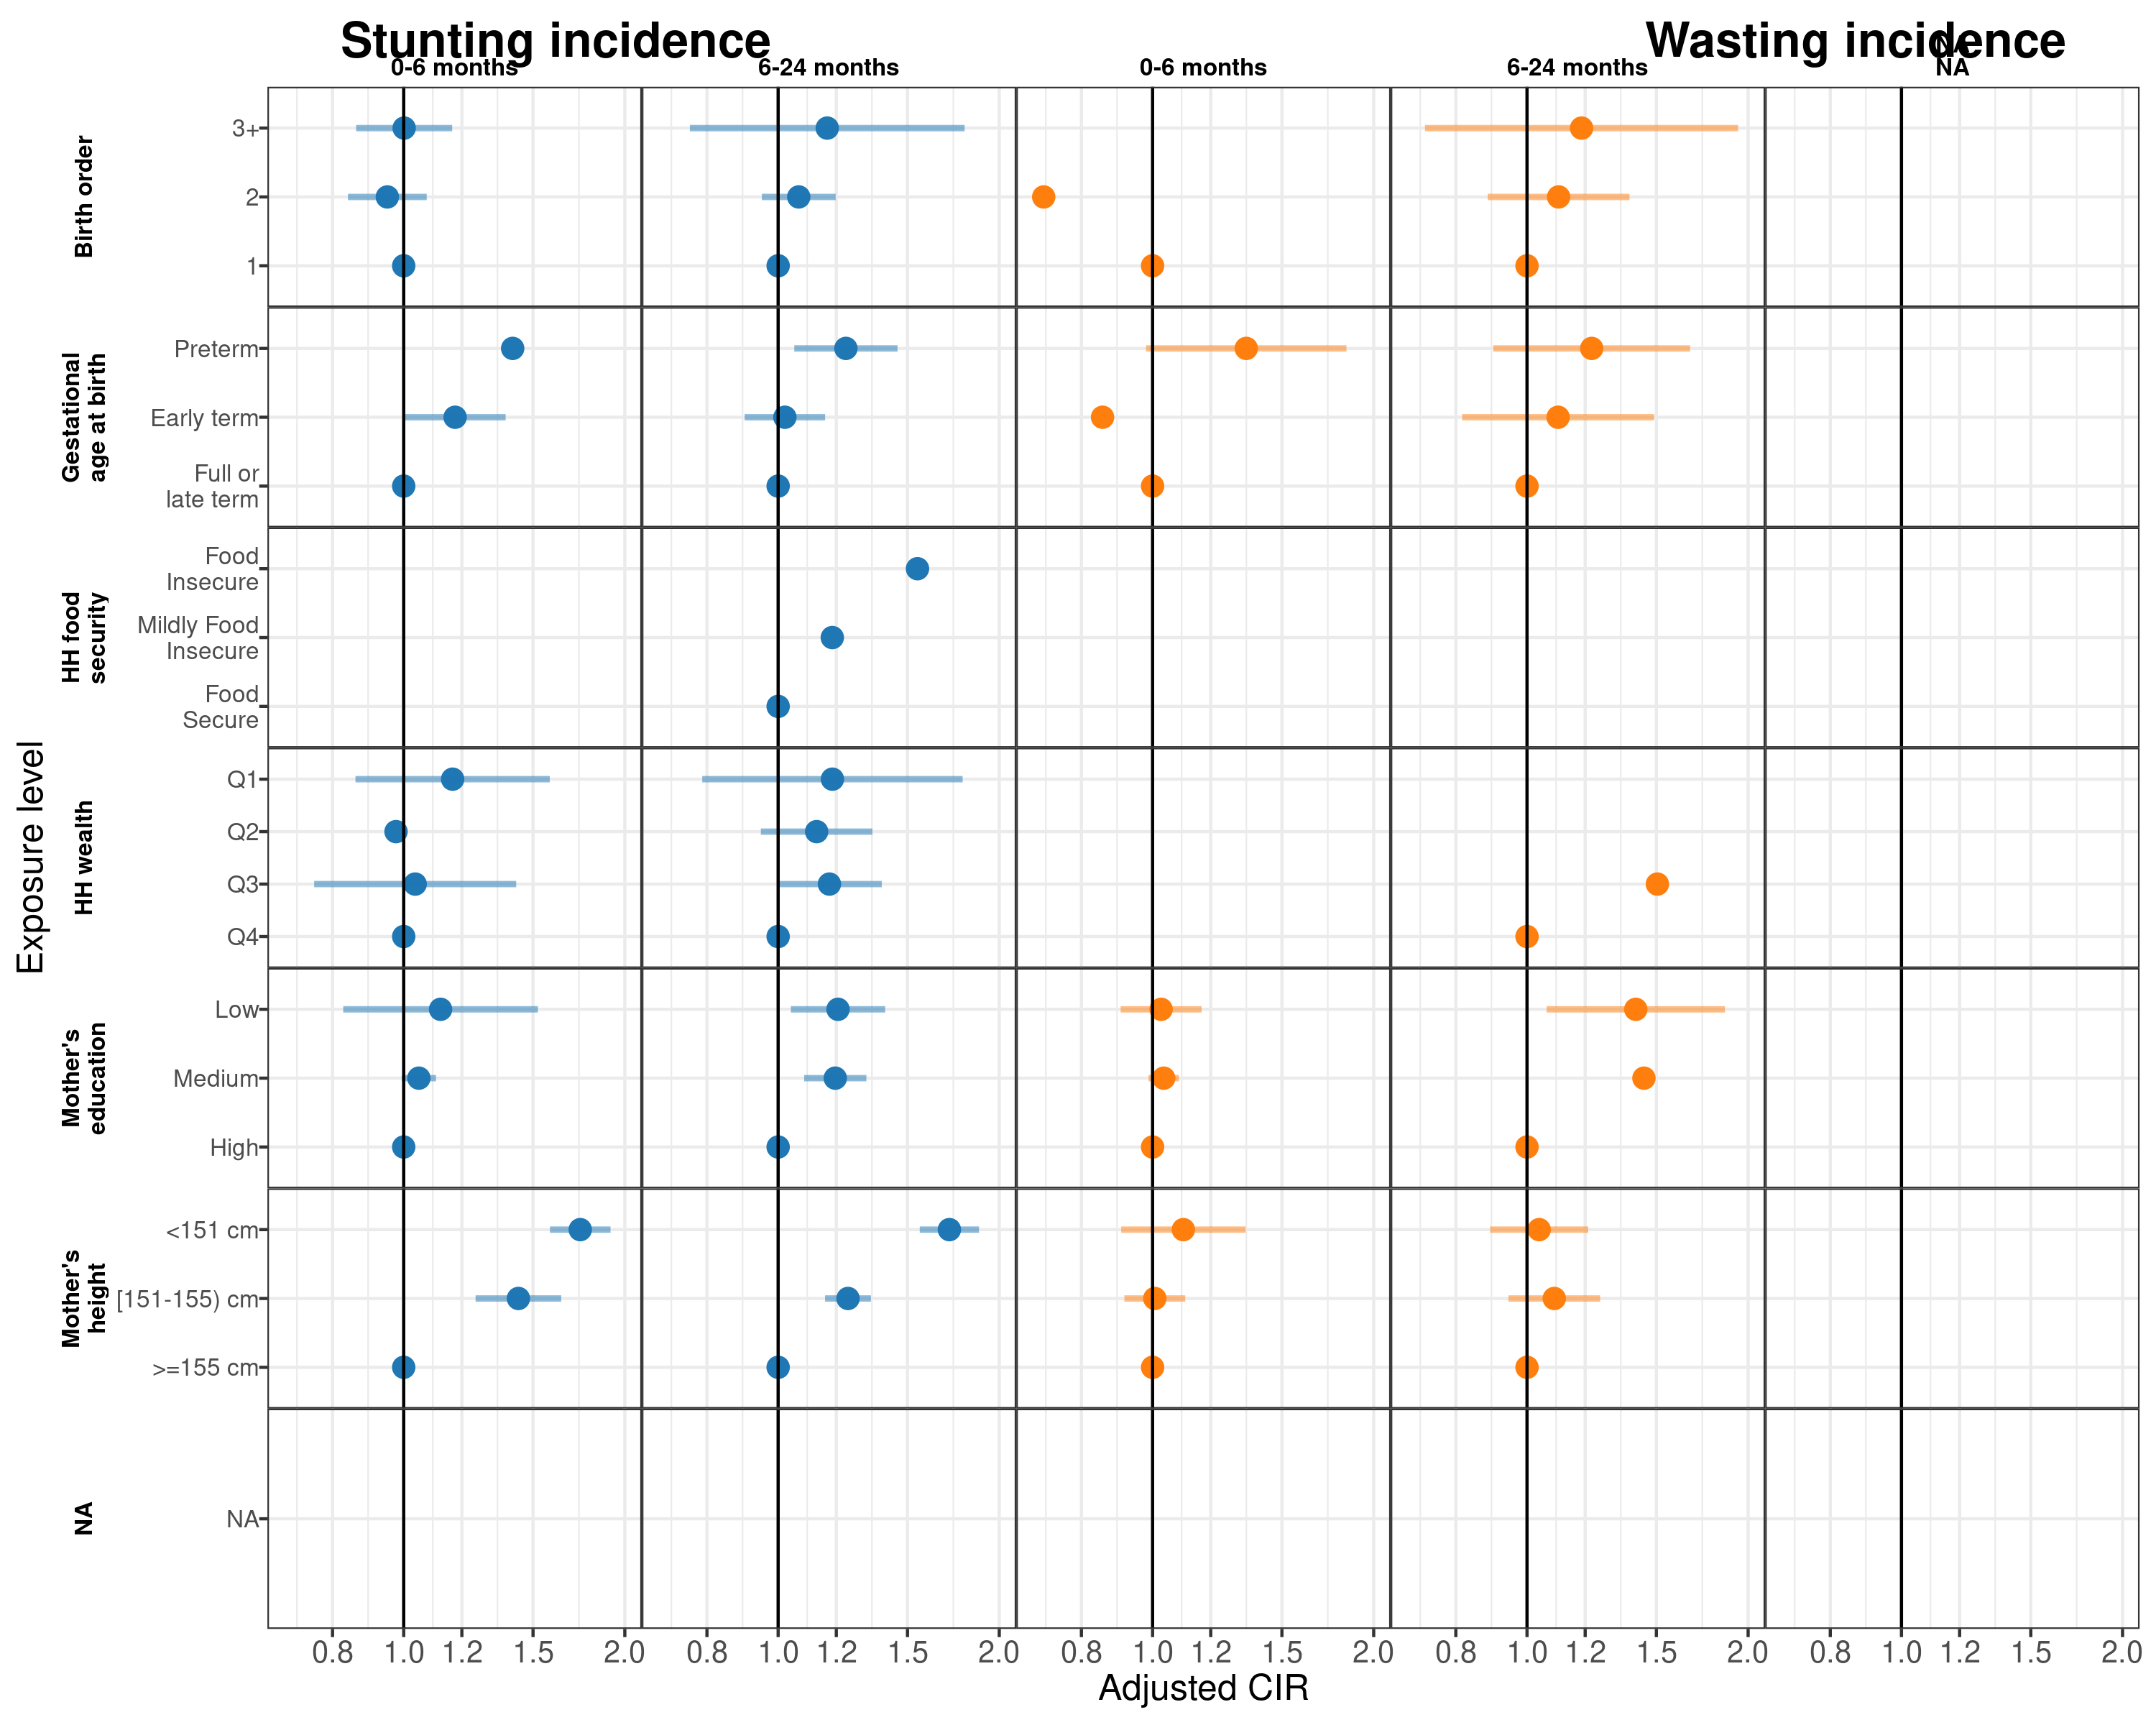 Stunting incidence
Wasting incidence
NA
0-6 months
6-24 months
0-6 months
6-24 months
NA
Exposure level
Birth order
3+
2
1
Gestational
age at birth
Preterm
Early term
Full or
late term
HH food
security
Food
Insecure
Mildly Food
Insecure
Food
Secure
HH wealth
Q1
Q2
Q3
Q4
Mother's
education
Low
Medium
High
Mother's
height
<151 cm
[151-155) cm
>=155 cm
NA
NA
0.8 1.0 1.2 1.5 2.0 0.8 1.0 1.2 1.5 2.0 0.8 1.0 1.2 1.5 2.0 0.8 1.0 1.2 1.5 2.0 0.8 1.0 1.2 1.5 2.0
Adjusted CIR